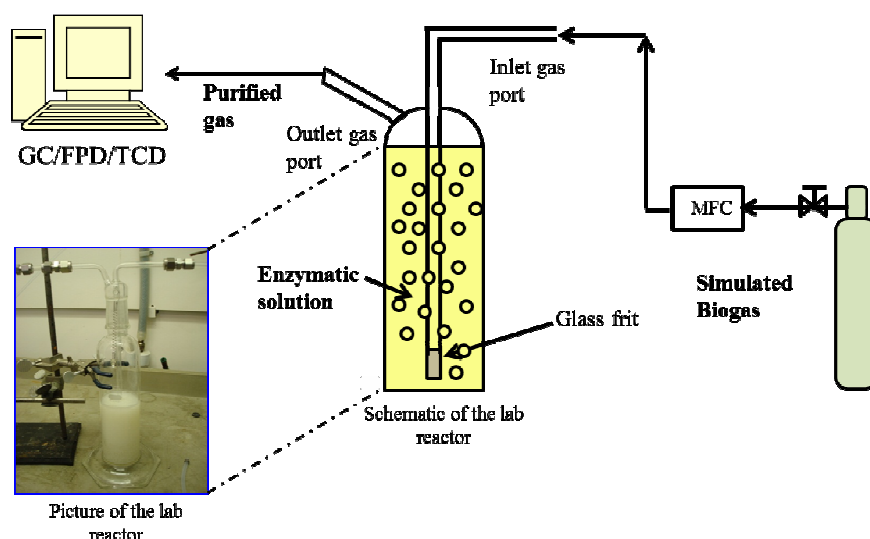 Inlet gas
port
Purified
gas
Outlet gas
port
GC/FPD/TCD
MFC
Enzymatic
solution
Simulated
Biogas
Glass frit
Schematic of the lab
reactor
Picture of the lab
reactor